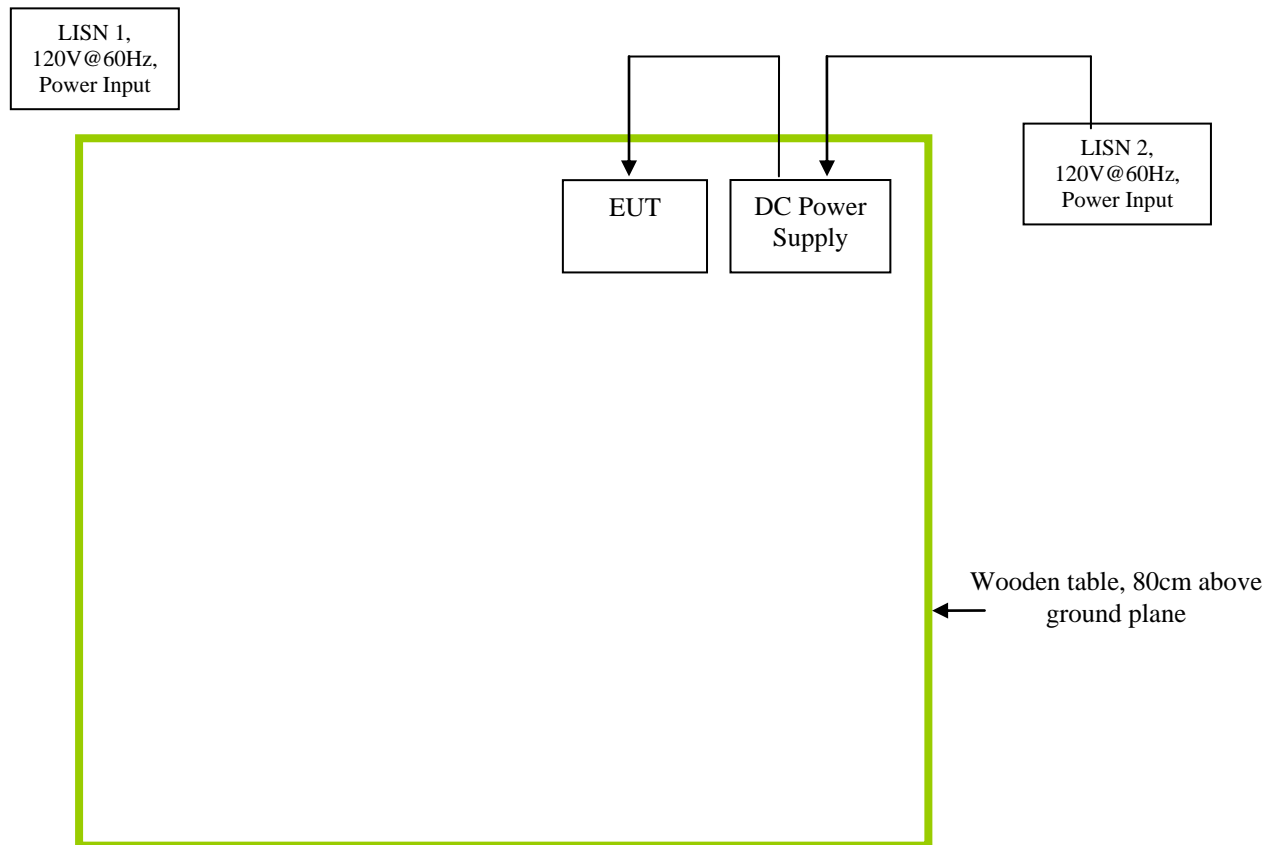 LISN 1,
120V@60Hz,
Power Input
LISN 2,
120V@60Hz,
Power Input
EUT
DC Power
Supply
Wooden table, 80cm above
ground plane